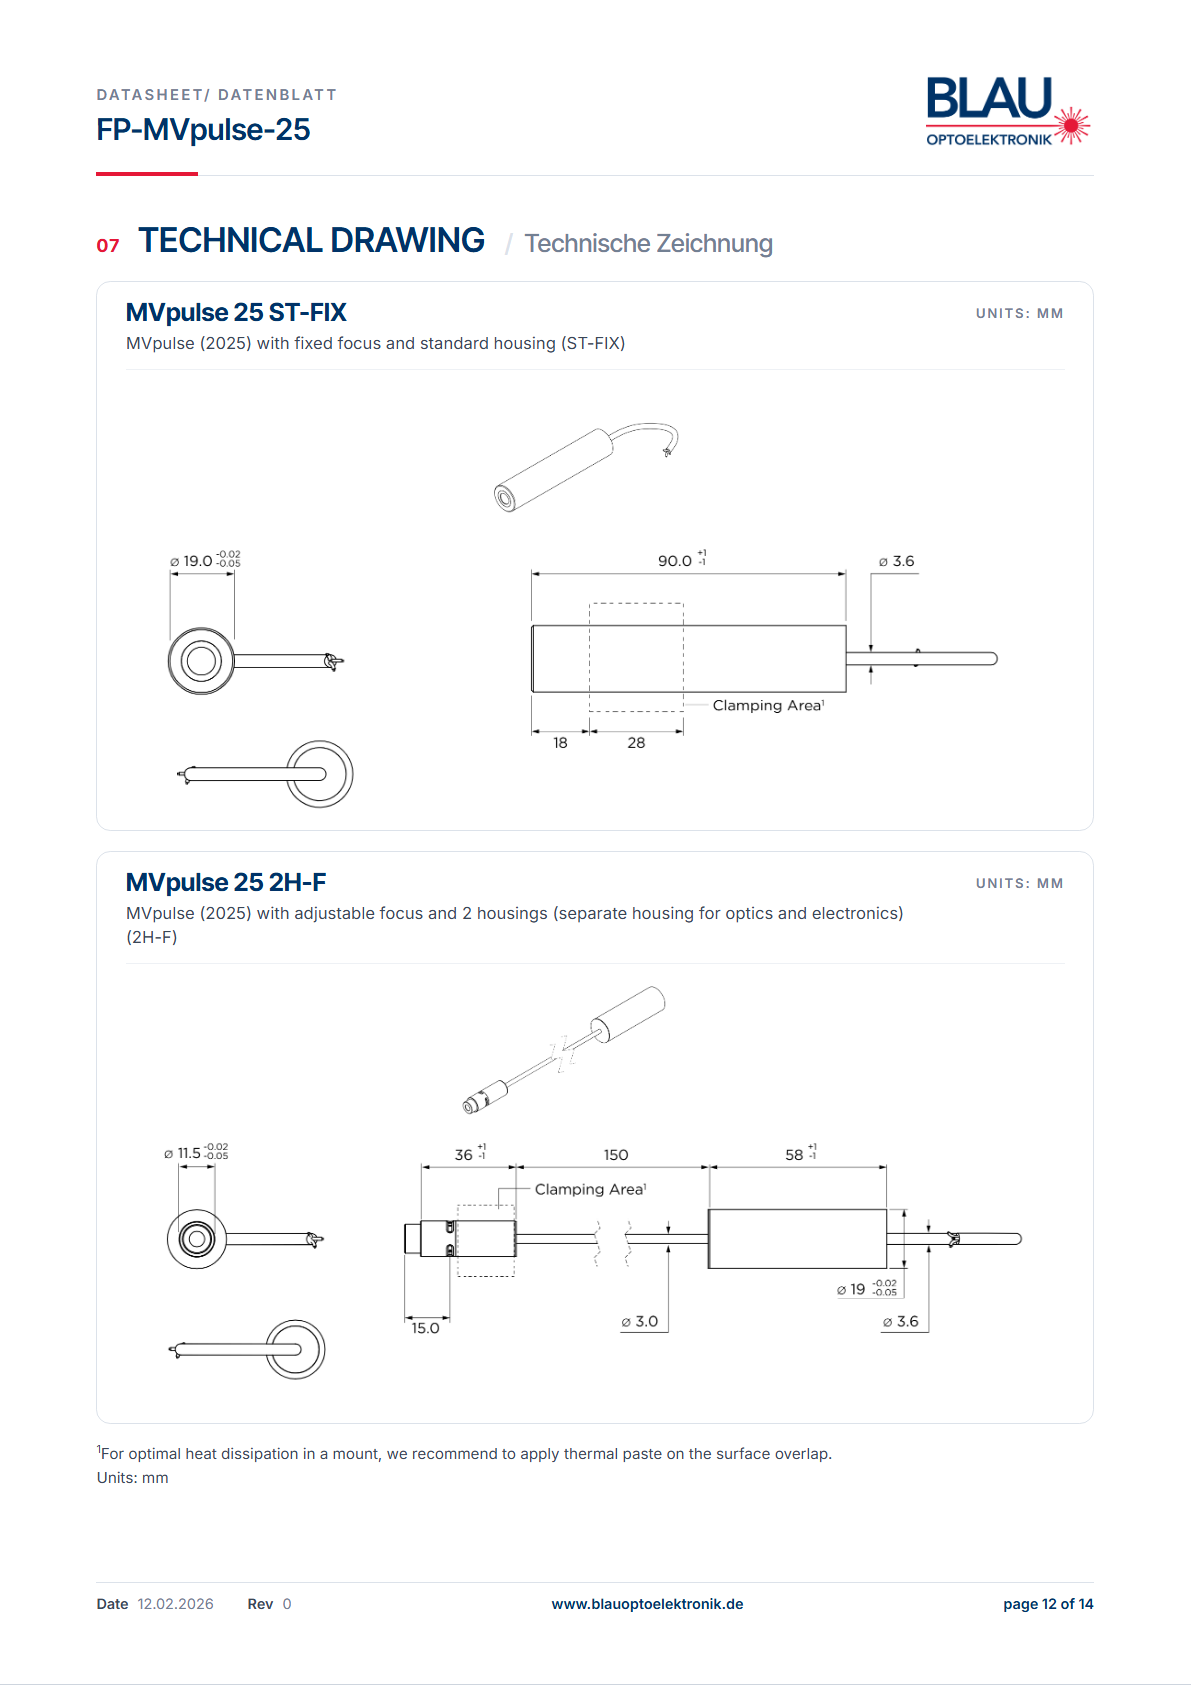 DATASHEET/ DATENBLATT
FP-MVpulse-25
BLAU
OPTOELEKTRONIK
07 TECHNICAL DRAWING / Technische Zeichnung
MVpulse 25 ST-FIX
UNITS: MM
MVpulse (2025) with fixed focus and standard housing (ST-FIX)
⌀ 19.0 -0.02 -0.05
90.0 +1 -1
⌀ 3.6
Clamping Area¹
18
28
MVpulse 25 2H-F
UNITS: MM
MVpulse (2025) with adjustable focus and 2 housings (separate housing for optics and electronics)
(2H-F)
⌀ 11.5 -0.02 -0.05
36 +1 -1
150
58 +1 -1
Clamping Area¹
⌀ 19 -0.02 -0.05
15.0
⌀ 3.0
⌀ 3.6
¹For optimal heat dissipation in a mount, we recommend to apply thermal paste on the surface overlap.
Units: mm
Date 12.02.2026 Rev 0
www.blauoptoelektronik.de
page 12 of 14